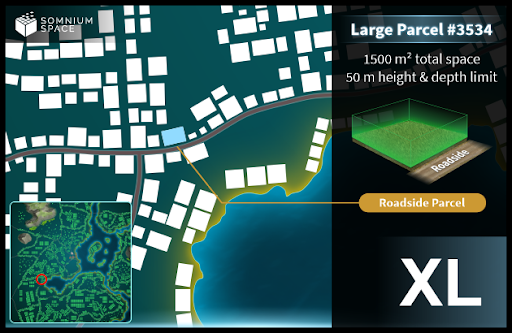 SOMNIUM
SPACE
Large Parcel #3534
1500 m² total space
50 m height & depth limit
Roadside
Roadside Parcel
XL